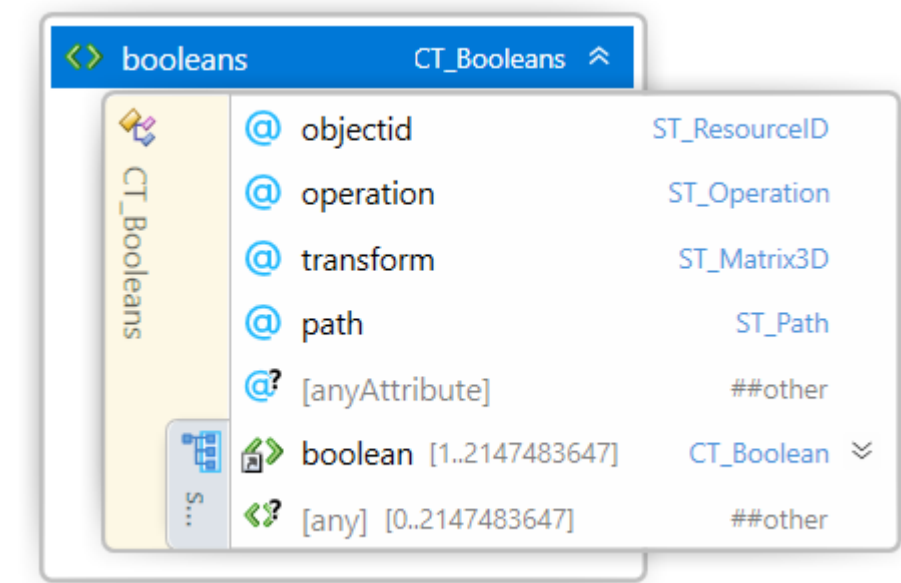 booleans CT_Booleans
CT_Booleans
@ objectid ST_ResourceID
@ operation ST_Operation
@ transform ST_Matrix3D
@ path ST_Path
@? [anyAttribute] ##other
boolean [1..2147483647] CT_Boolean
? [any] [0..2147483647] ##other
S...